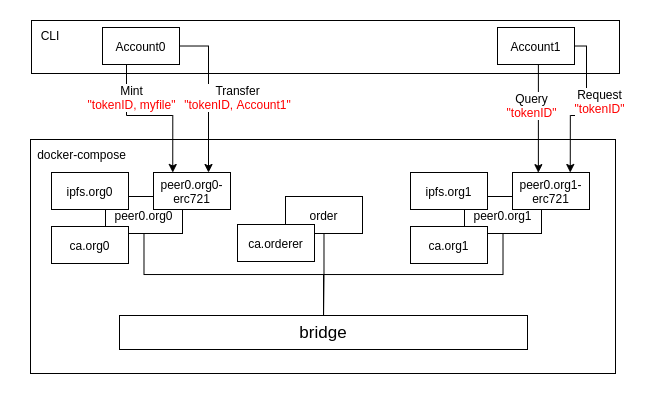 CLI
Account0
Account1
Mint
"tokenID, myfile"
Transfer
"tokenID, Account1"
Query
"tokenID"
Request
"tokenID"
docker-compose
ipfs.org0
peer0.org0-
erc721
peer0.org0
ca.org0
order
ca.orderer
ipfs.org1
peer0.org1-
erc721
peer0.org1
ca.org1
bridge